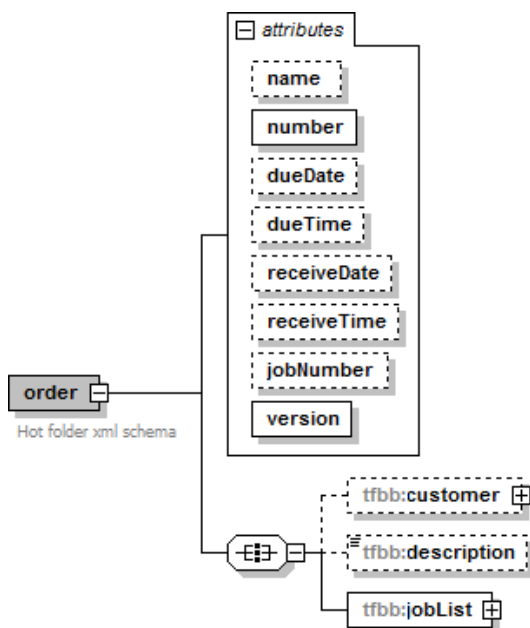 attributes
name
number
dueDate
dueTime
receiveDate
receiveTime
jobNumber
version
order
Hot folder xml schema
tfbb:customer
tfbb:description
tfbb:jobList